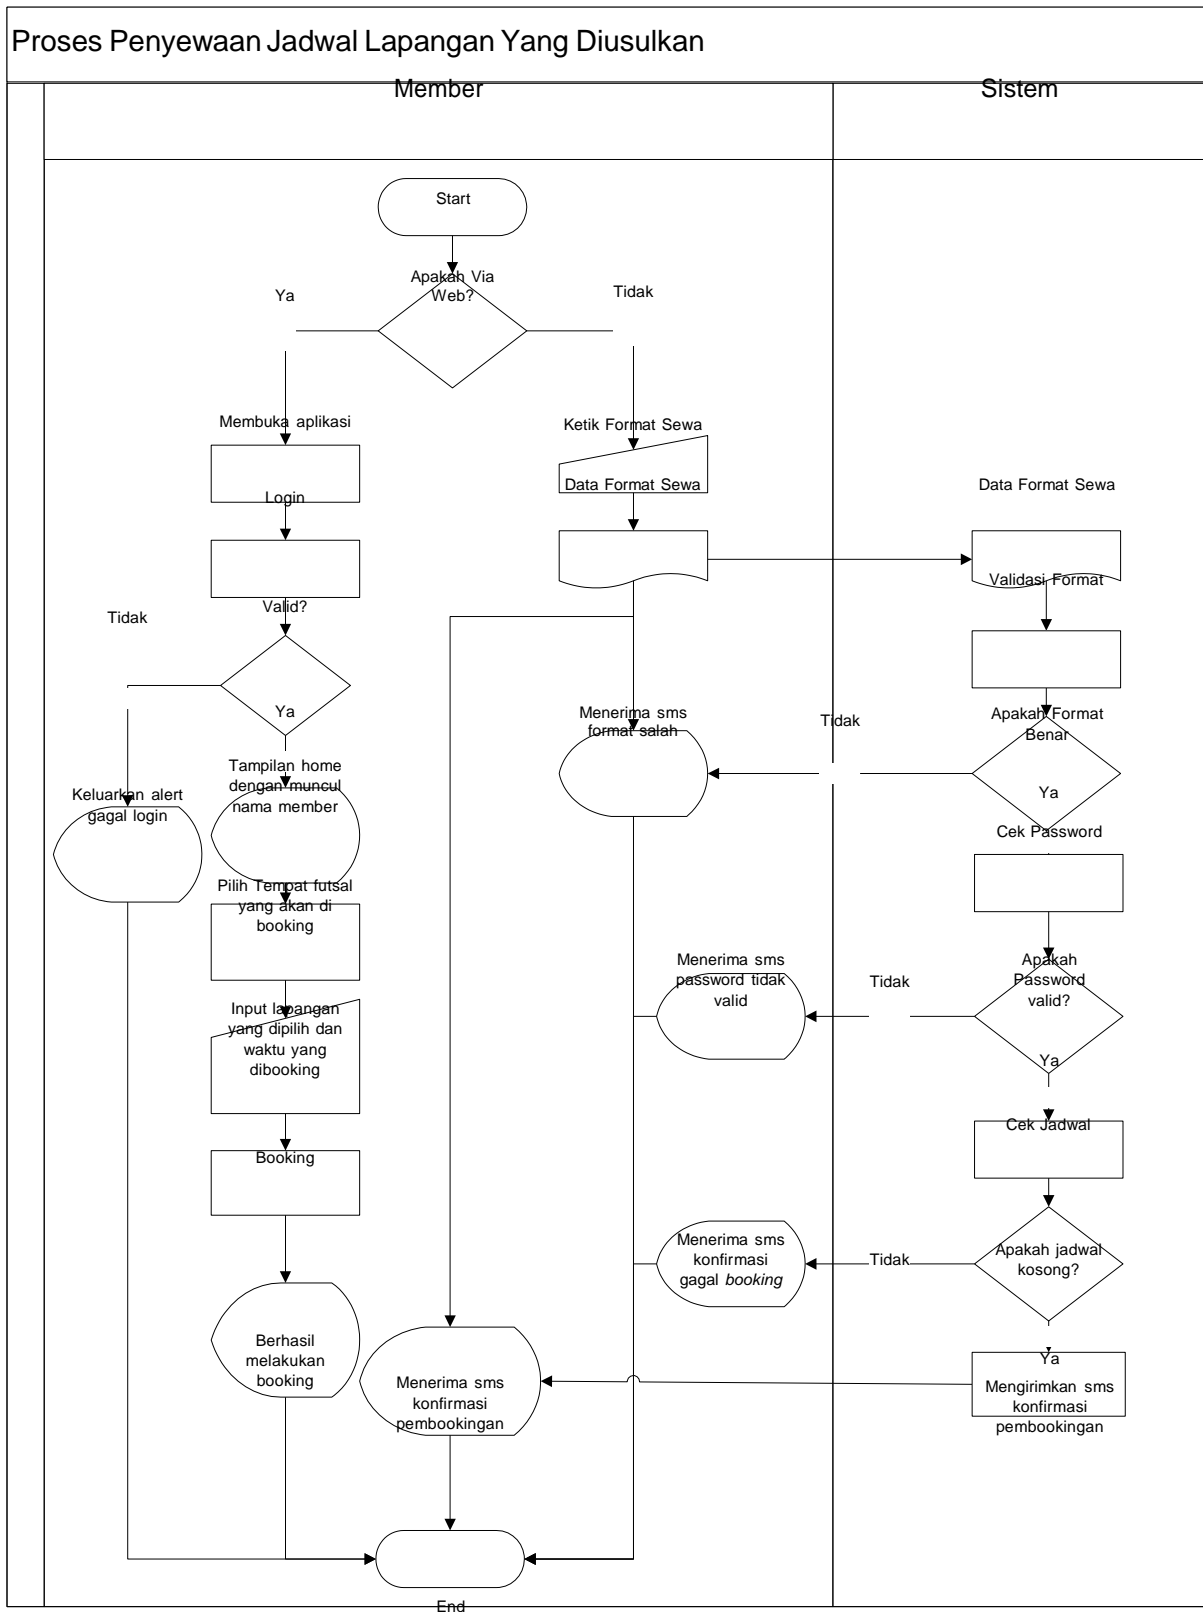 Proses Penyewaan Jadwal Lapangan Yang Diusulkan
Member
Sistem
Start
Apakah Via
Web?
Ya
Tidak
Membuka aplikasi
Ketik Format Sewa
Login
Data Format Sewa
Data Format Sewa
Validasi Format
Valid?
Tidak
Ya
Menerima sms
format salah
Tidak
Apakah Format
Benar
Ya
Tampilan home
dengan muncul
nama member
Keluarkan alert
gagal login
Cek Password
Pilih Tempat futsal
yang akan di
booking
Menerima sms
password tidak
valid
Tidak
Apakah
Password
valid?
Ya
Input lapangan
yang dipilih dan
waktu yang
dibooking
Cek Jadwal
Booking
Menerima sms
konfirmasi
gagal booking
Tidak
Apakah jadwal
kosong?
Ya
Berhasil
melakukan
booking
Menerima sms
konfirmasi
pembookingan
Mengirimkan sms
konfirmasi
pembookingan
End